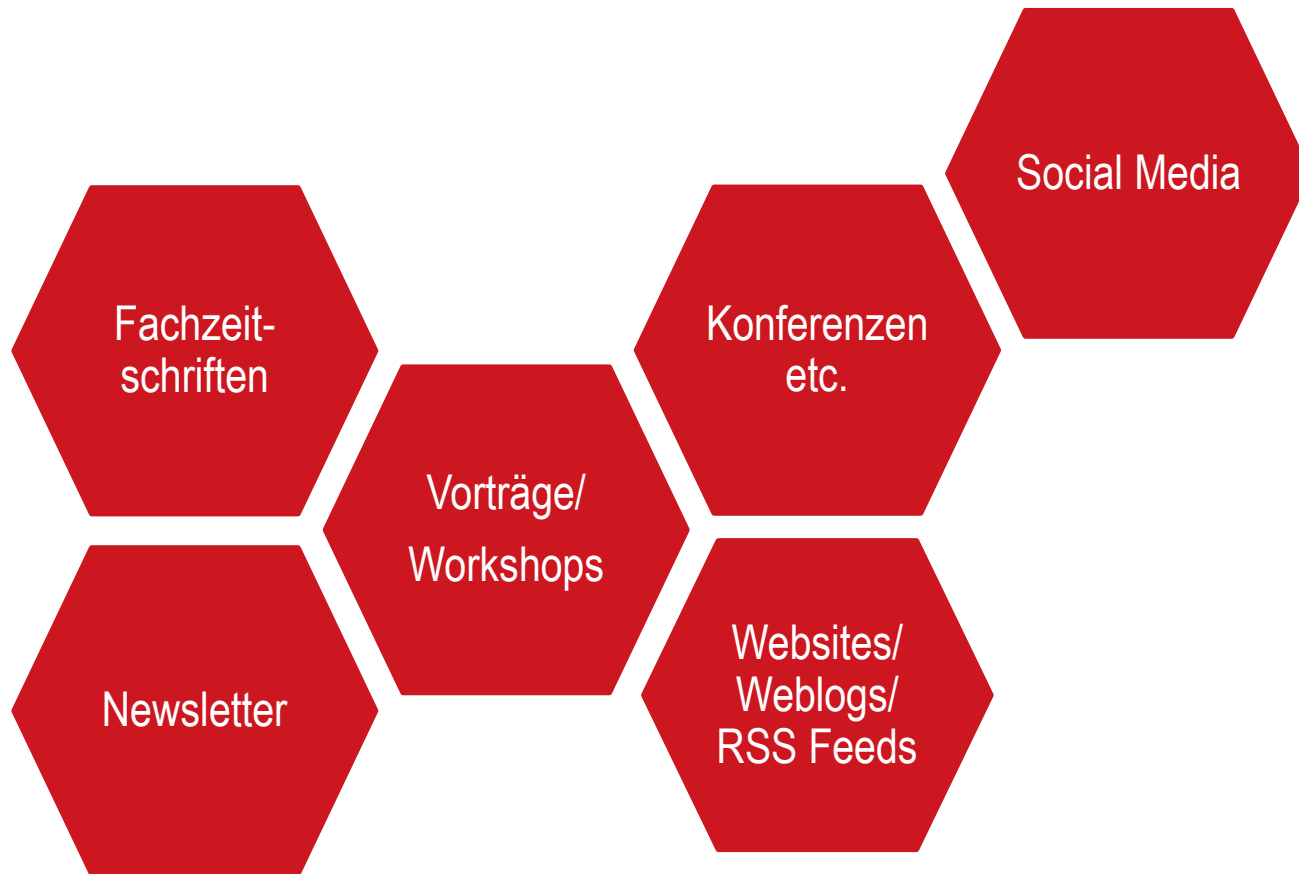 Social Media
Fachzeit-
schriften
Konferenzen
etc.
Vorträge/
Workshops
Newsletter
Websites/
Weblogs/
RSS Feeds